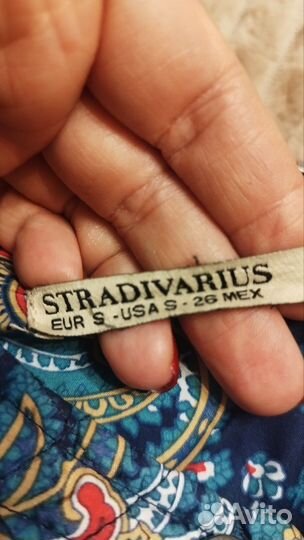 STRADIVARIUS
EUR S - USA S - 26 MEX
Avito